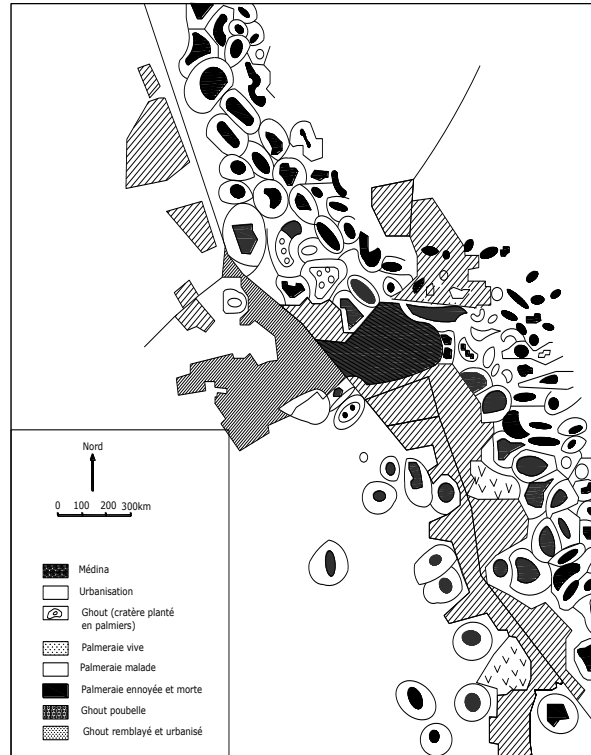 Nord
0 100 200 300km
Médina
Urbanisation
Ghout (cratère planté
en palmiers)
Palmeraie vive
Palmeraie malade
Palmeraie ennoyée et morte
Ghout poubelle
Ghout remblayé et urbanisé